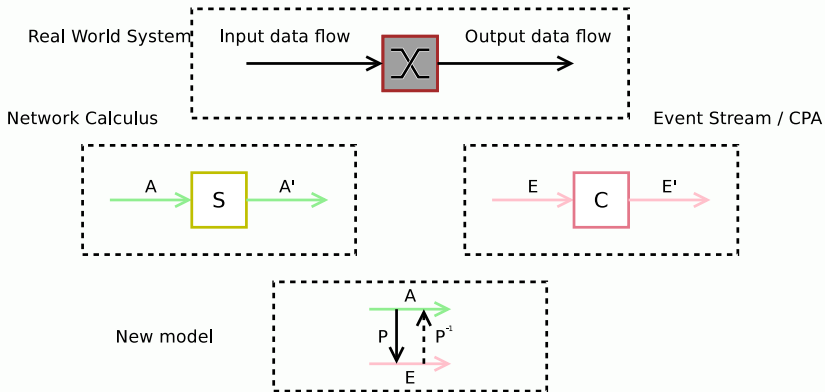 Real World System
Input data flow
Output data flow
Network Calculus
Event Stream / CPA
A
S
A'
E
C
E'
New model
A
P
P⁻¹
E